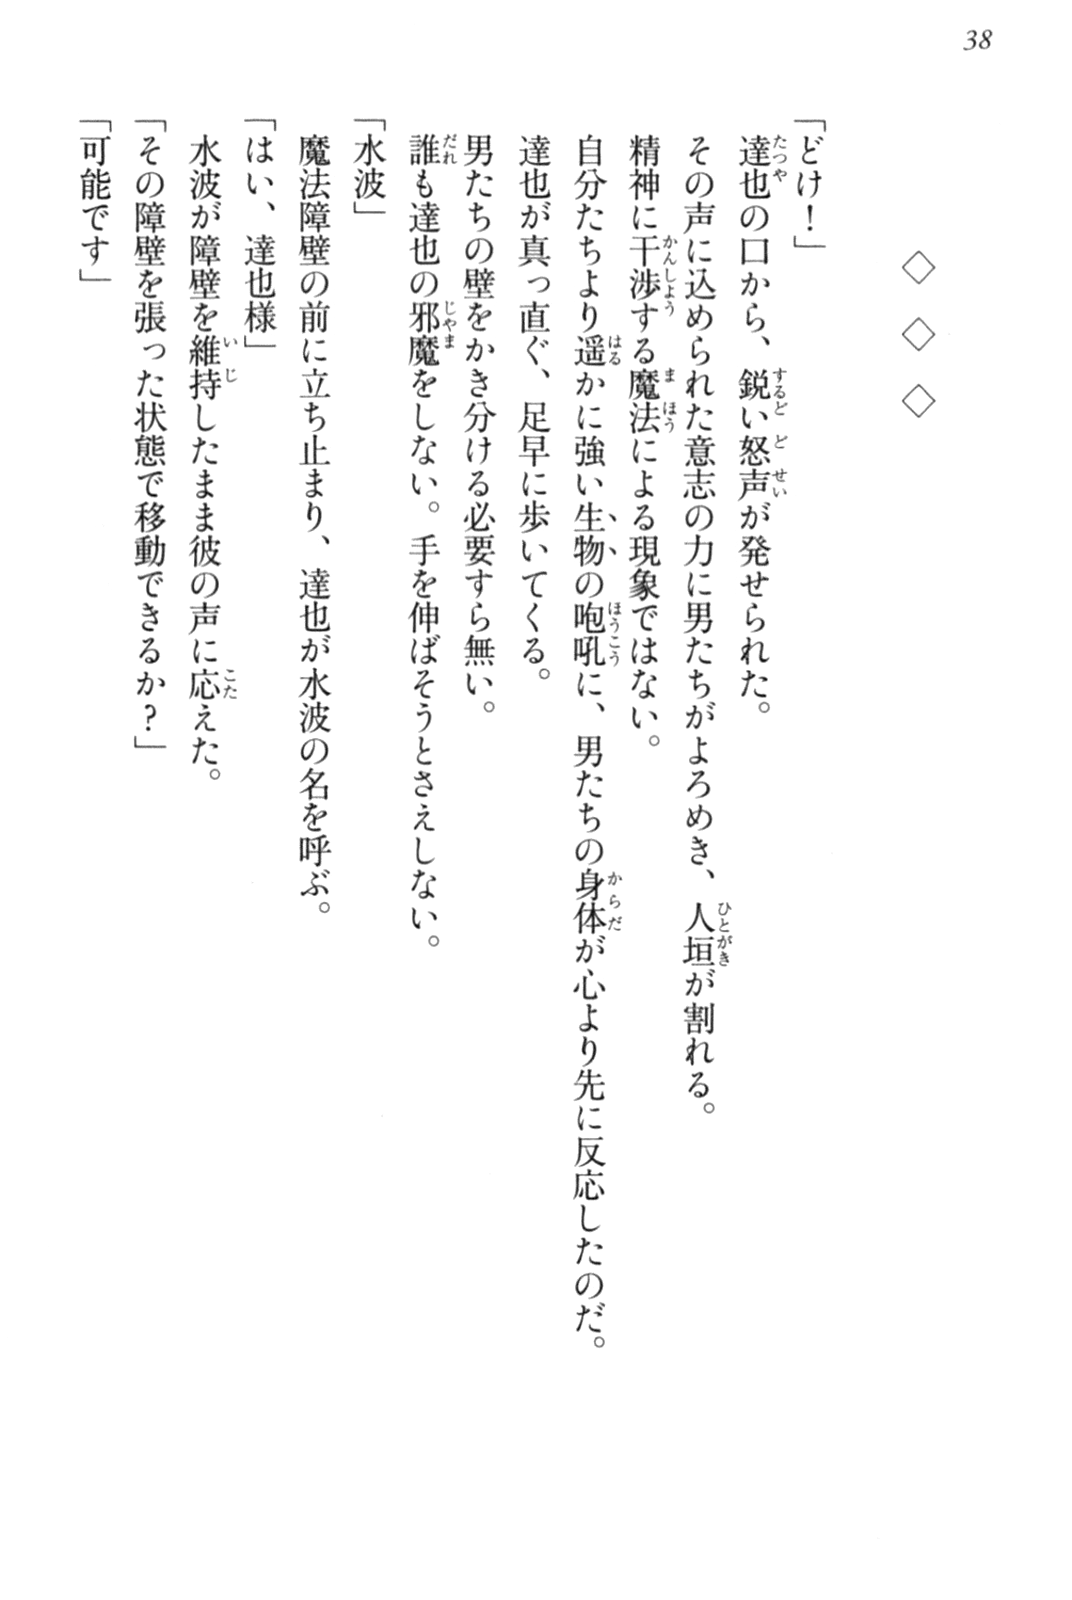 38
◇ ◇ ◇
「どけ！」
達也の口から、鋭い怒声が発せられた。
その声に込められた意志の力に男たちがよろめき、人垣が割れる。
精神に干渉する魔法による現象ではない。
自分たちより遥かに強い生物の咆吼に、男たちの身体が心より先に反応したのだ。
達也が真っ直ぐ、足早に歩いてくる。
男たちの壁をかき分ける必要すら無い。
誰も達也の邪魔をしない。手を伸ばそうとさえしない。
「水波」
魔法障壁の前に立ち止まり、達也が水波の名を呼ぶ。
「はい、達也様」
水波が障壁を維持したまま彼の声に応えた。
「その障壁を張った状態で移動できるか？」
「可能です」